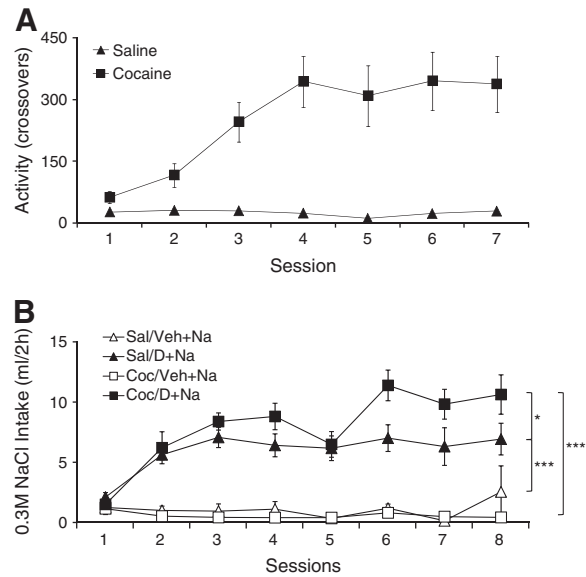 A
Activity (crossovers)
450
300
150
0
Saline
Cocaine
1 2 3 4 5 6 7
Session
B
0.3M NaCl Intake (ml/2h)
15
10
5
0
Sal/Veh+Na
Sal/D+Na
Coc/Veh+Na
Coc/D+Na
*
***
***
1 2 3 4 5 6 7 8
Sessions